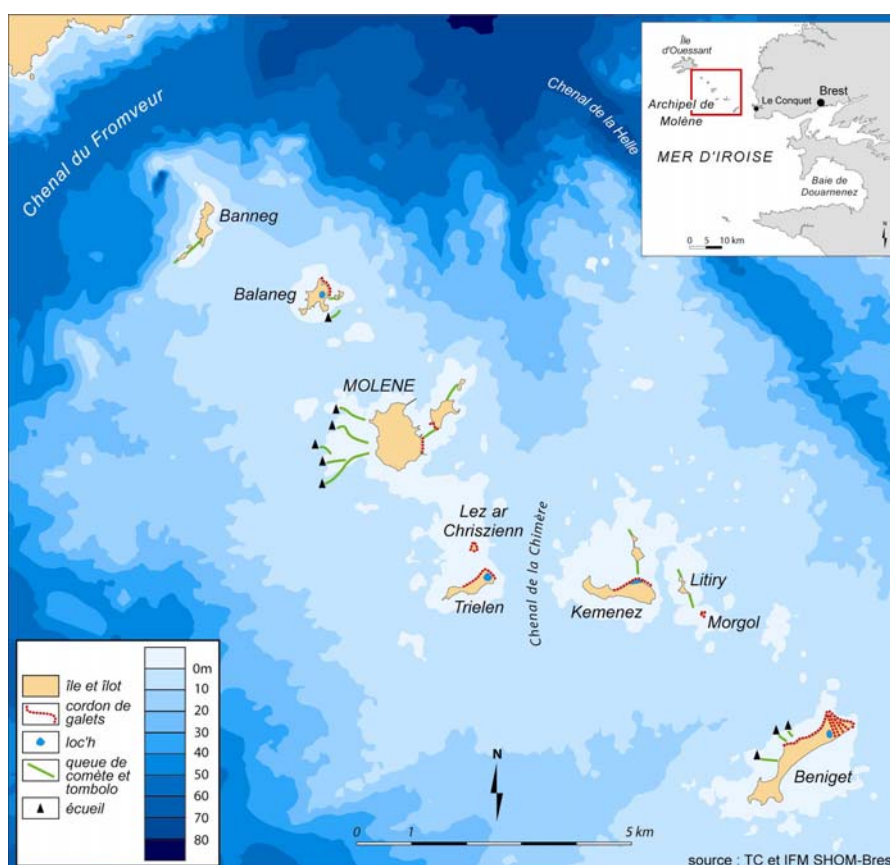 Chenal du Fromveur
Chenal de la Helle
Île
d'Ouessant
Archipel de
Molène
Le Conquet
Brest
MER D'IROISE
Baie de
Douarnenez
N
0 5 10 km
Banneg
Balaneg
MOLENE
Lez ar
Chriszienn
Trielen
Chenal de la Chimère
Kemenez
Litiry
Morgol
Beniget
île et îlot
cordon de
galets
loc'h
queue de
comète et
tombolo
écueil
0m
10
20
30
40
50
60
70
80
N
0 1 5 km
source : TC et IFM SHOM-Bres